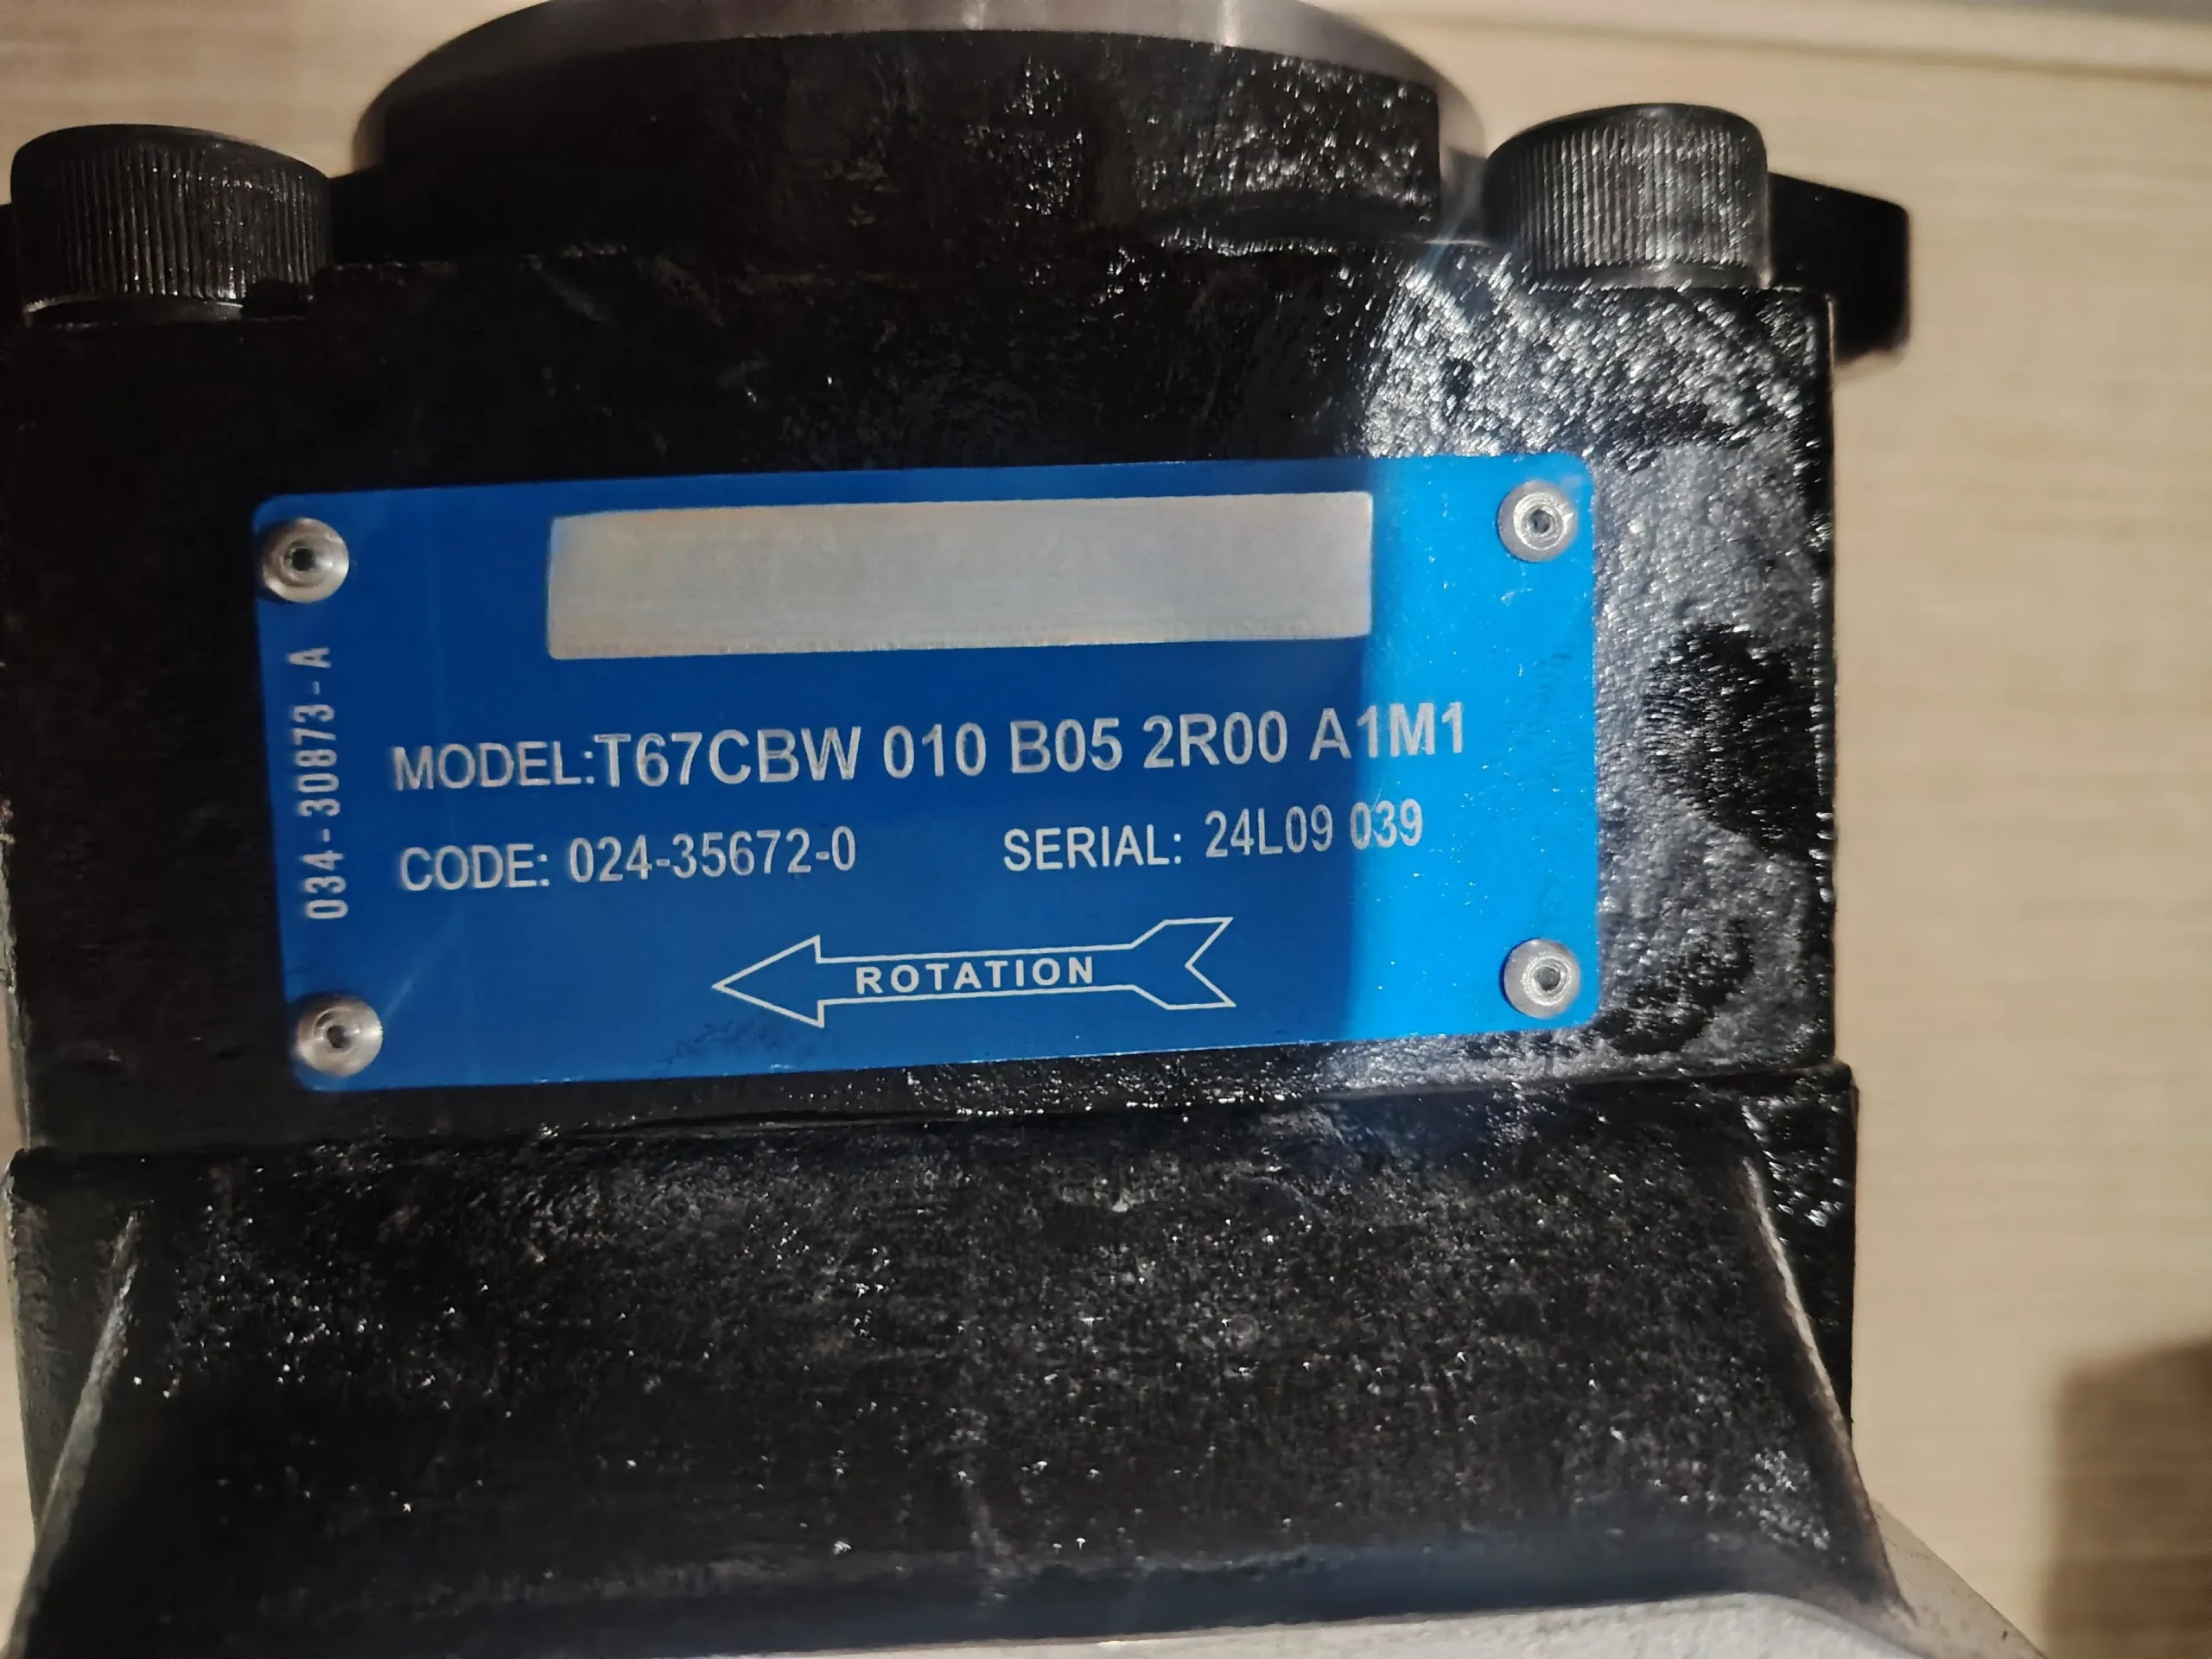 034-30873-A
MODEL:T67CBW 010 B05 2R00 A1M1
CODE: 024-35672-0 SERIAL: 24L09 039
ROTATION